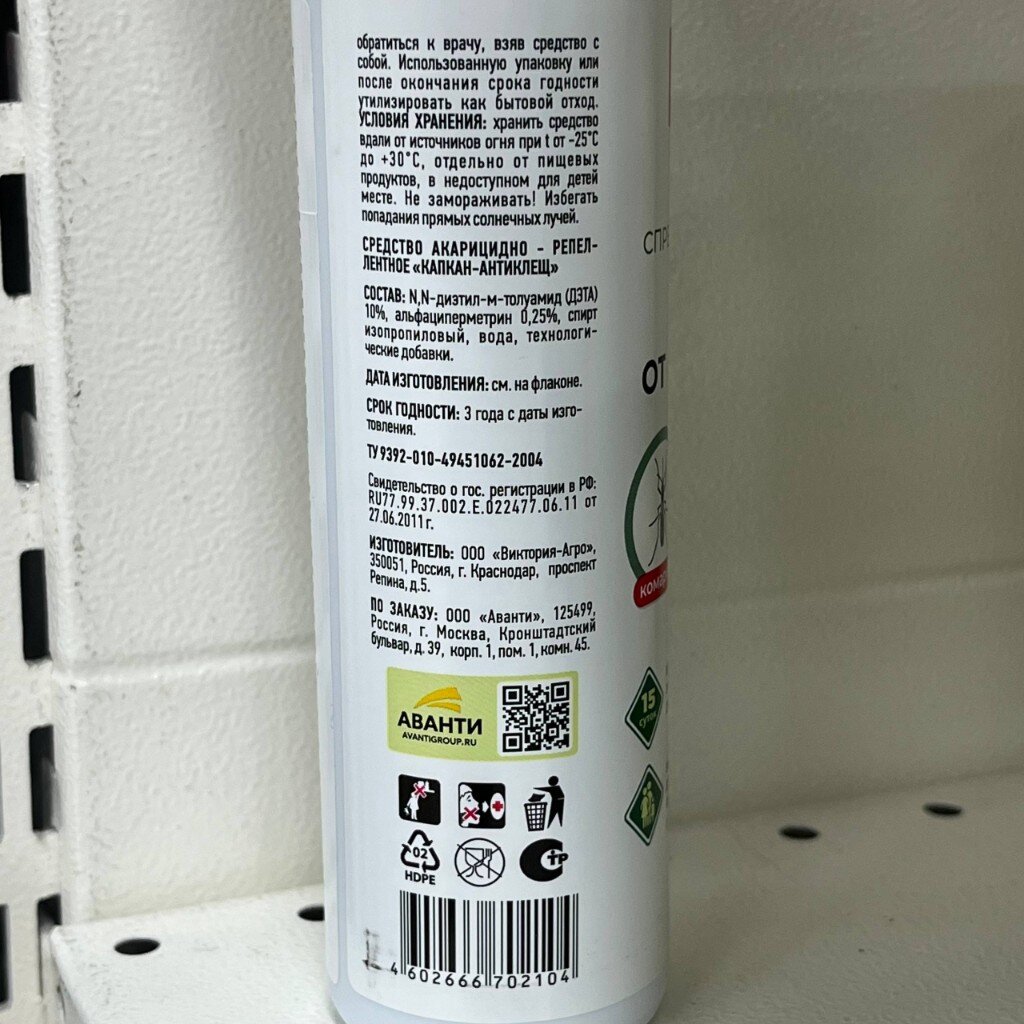 обратиться к врачу, взяв средство с
собой. Использованную упаковку или
после окончания срока годности
утилизировать как бытовой отход.
УСЛОВИЯ ХРАНЕНИЯ: хранить средство
вдали от источников огня при t от -25°C
до +30°C, отдельно от пищевых
продуктов, в недоступном для детей
месте. Не замораживать! Избегать
попадания прямых солнечных лучей.
СРЕДСТВО АКАРИЦИДНО - РЕПЕЛ-
ЛЕНТНОЕ «КАПКАН-АНТИКЛЕЩ»
СОСТАВ: N,N-диэтил-м-толуамид (ДЭТА)
10%, альфациперметрин 0,25%, спирт
изопропиловый, вода, технологи-
ческие добавки.
ДАТА ИЗГОТОВЛЕНИЯ: см. на флаконе.
СРОК ГОДНОСТИ: 3 года с даты изго-
товления.
ТУ 9392-010-49451062-2004
Свидетельство о гос. регистрации в РФ:
RU77.99.37.002.E.022477.06.11 от
27.06.2011 г.
ИЗГОТОВИТЕЛЬ: ООО «Виктория-Агро»,
350051, Россия, г. Краснодар, проспект
Репина, д.5.
ПО ЗАКАЗУ: ООО «Аванти», 125499,
Россия, г. Москва, Кронштадтский
бульвар, д. 39, корп. 1, пом. 1, комн. 45.
АВАНТИ
AVANTIGROUP.RU
02
HDPE
4 602666 702104
ОТ
15
суток